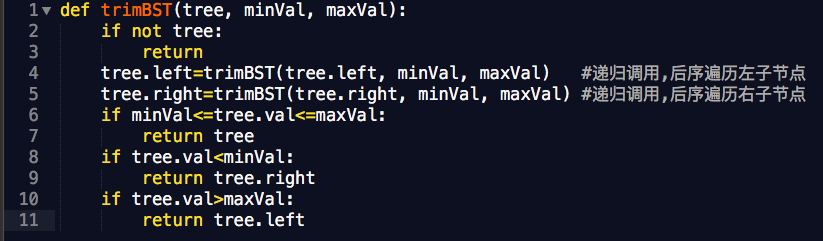 1 def trimBST(tree, minVal, maxVal):
2 if not tree:
3 return
4 tree.left=trimBST(tree.left, minVal, maxVal) #递归调用,后序遍历左子节点
5 tree.right=trimBST(tree.right, minVal, maxVal) #递归调用,后序遍历右子节点
6 if minVal<=tree.val<=maxVal:
7 return tree
8 if tree.val<minVal:
9 return tree.right
10 if tree.val>maxVal:
11 return tree.left